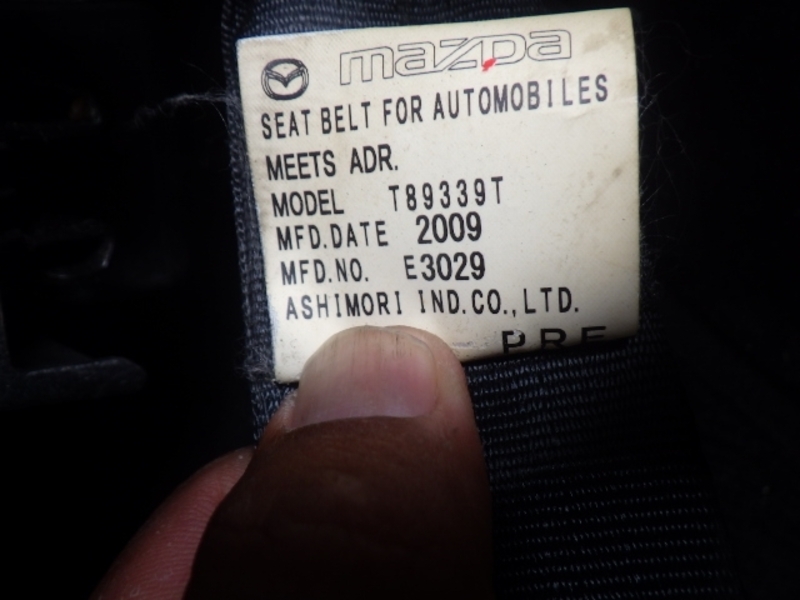 mazda
SEAT BELT FOR AUTOMOBILES
MEETS ADR.
MODEL T89339T
MFD.DATE 2009
MFD.NO. E3029
ASHIMORI IND.CO.,LTD.
PRE